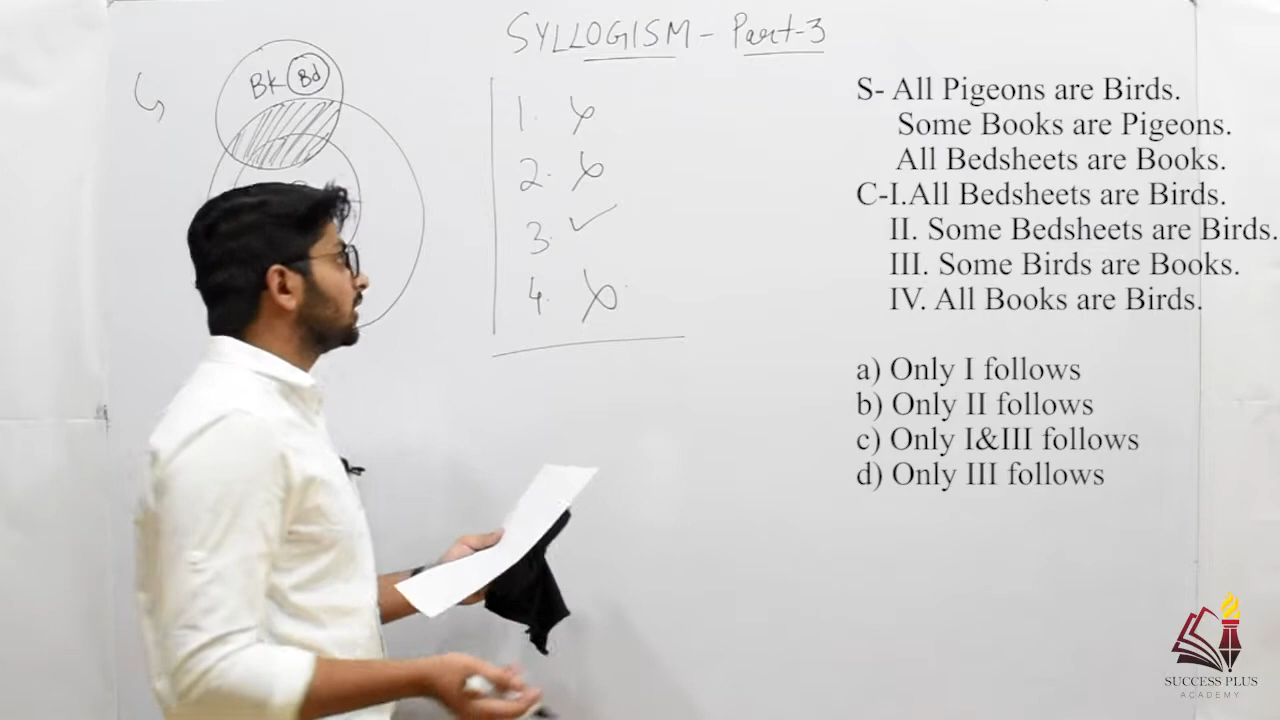 SYLLOGISM - Part-3
Bk Bd
1. ✗
2. ✗
3. ✓
4. ✗
S- All Pigeons are Birds.
Some Books are Pigeons.
All Bedsheets are Books.
C-I.All Bedsheets are Birds.
II. Some Bedsheets are Birds.
III. Some Birds are Books.
IV. All Books are Birds.
a) Only I follows
b) Only II follows
c) Only I&III follows
d) Only III follows
SUCCESS PLUS
ACADEMY